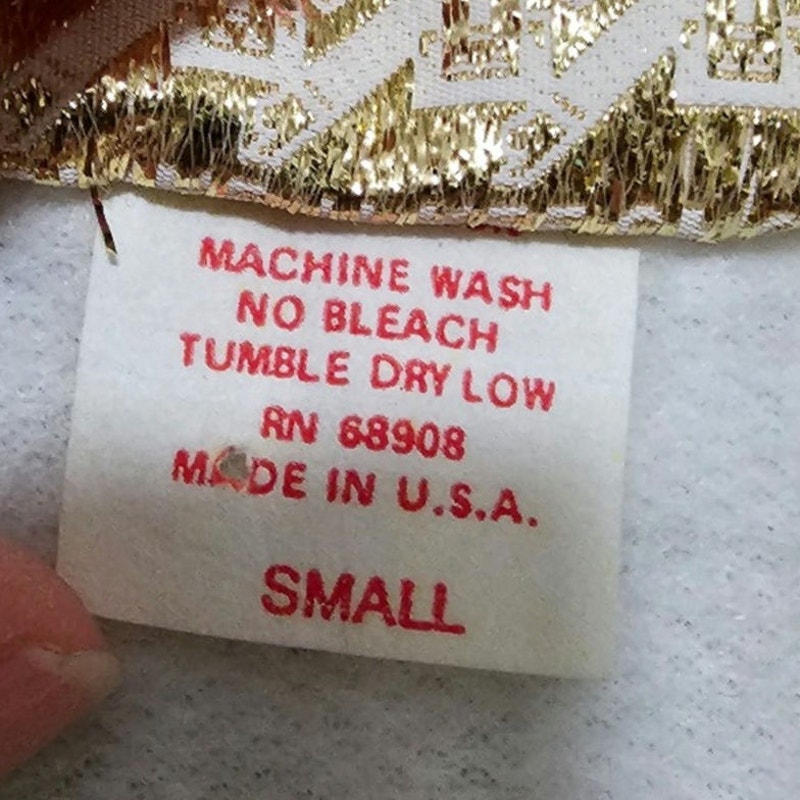 MACHINE WASH
NO BLEACH
TUMBLE DRY LOW
RN 68908
MADE IN U.S.A.
SMALL